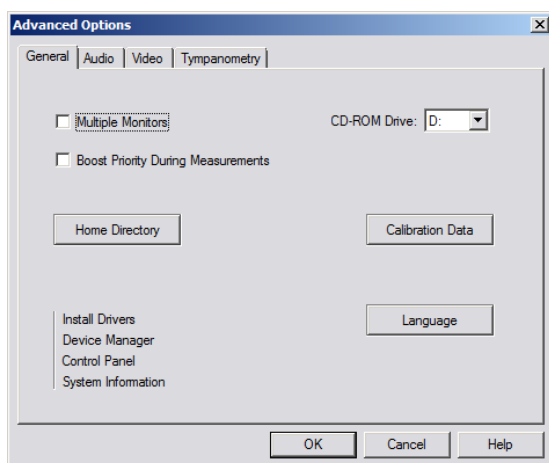 Advanced Options
General Audio Video Tympanometry
Multiple Monitors CD-ROM Drive: D:
Boost Priority During Measurements
Home Directory Calibration Data
Install Drivers Language
Device Manager
Control Panel
System Information
OK Cancel Help